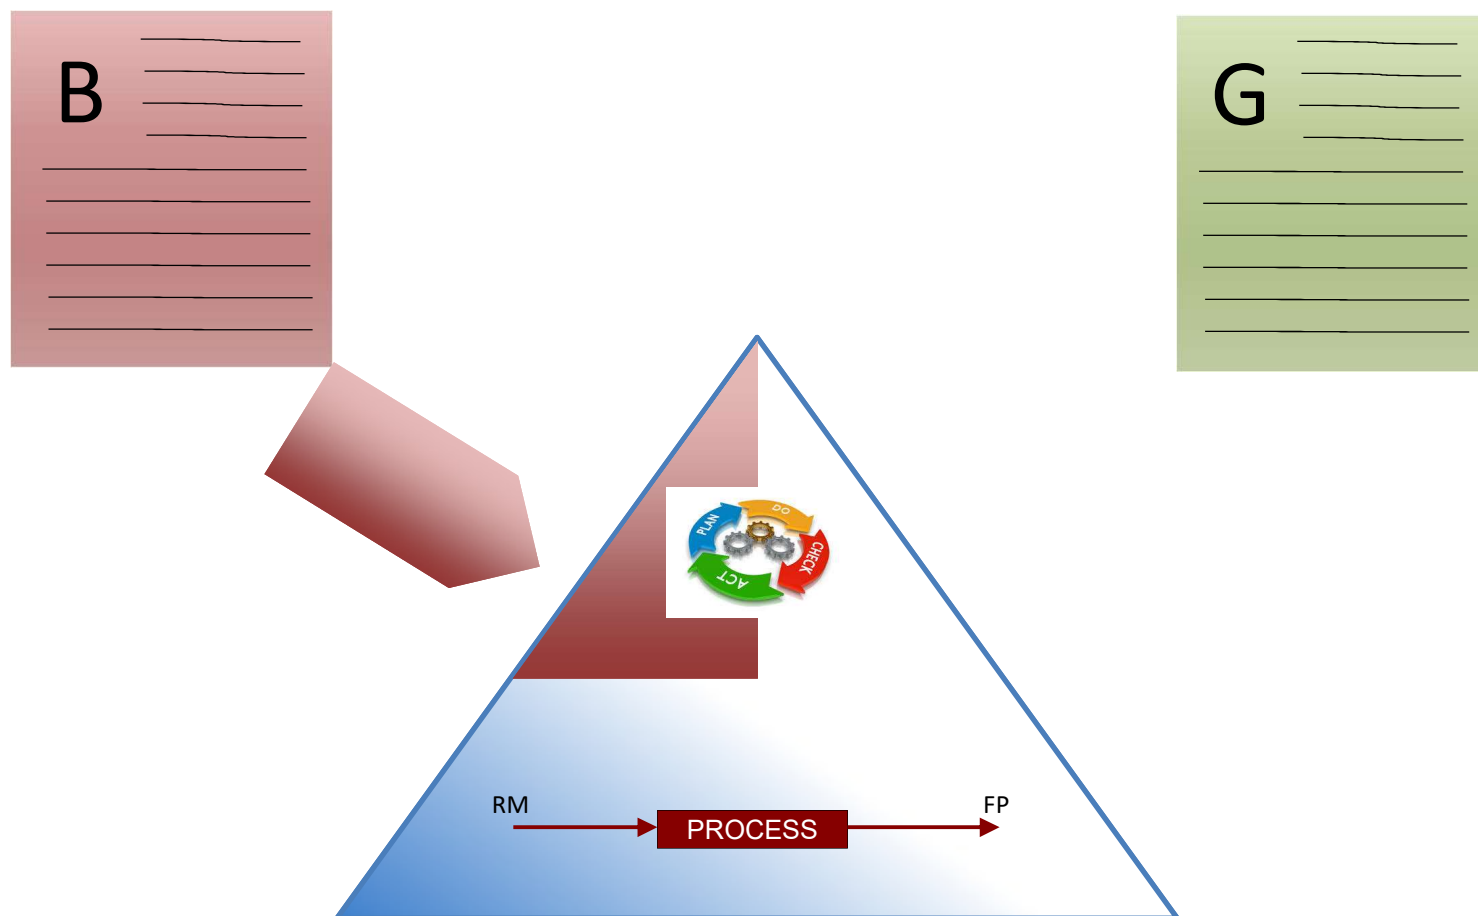 B
G
PLAN
DO
CHECK
ACT
RM
FP
PROCESS